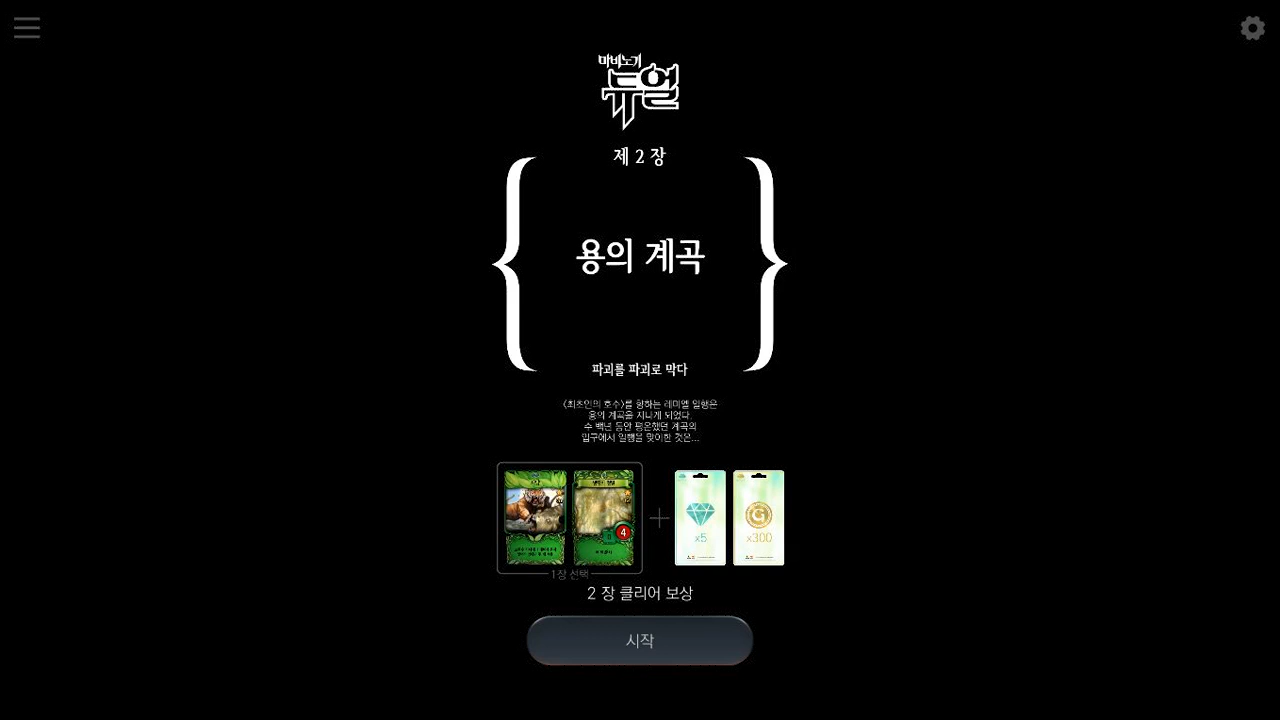 마비노기
듀얼
제 2 장
용의 계곡
파괴를 파괴로 막다
<최초인의 호수>를 향하는 레미엘 일행은
용의 계곡을 지나게 되었다.
수 백년 동안 평온했던 계곡의
입구에서 일행을 맞이한 것은...
4
G
x5
x300
1장 선택
2 장 클리어 보상
시작